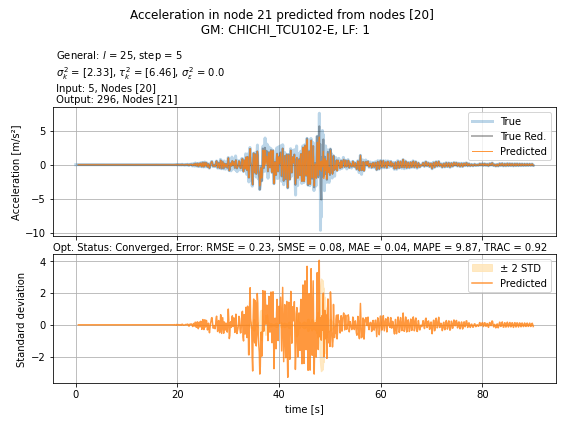 Acceleration in node 21 predicted from nodes [20]
GM: CHICHI_TCU102-E, LF: 1
General: l = 25, step = 5
σ²ₖ = [2.33], τ²ₖ = [6.46], σ²ε = 0.0
Input: 5, Nodes [20]
Output: 296, Nodes [21]
Acceleration [m/s²]
5
0
−5
−10
True
True Red.
Predicted
Opt. Status: Converged, Error: RMSE = 0.23, SMSE = 0.08, MAE = 0.04, MAPE = 9.87, TRAC = 0.92
Standard deviation
4
2
0
−2
± 2 STD
Predicted
0 20 40 60 80
time [s]